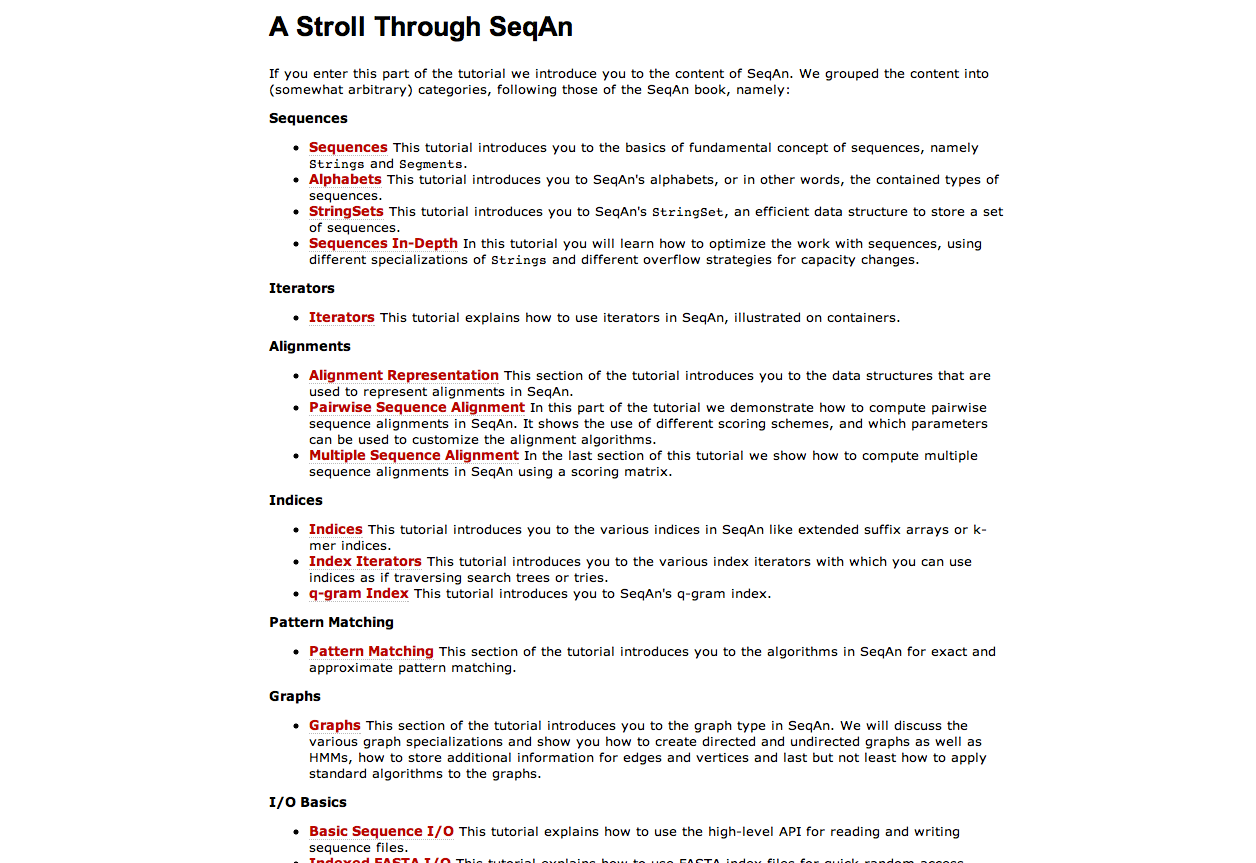 A Stroll Through SeqAn
If you enter this part of the tutorial we introduce you to the content of SeqAn. We grouped the content into
(somewhat arbitrary) categories, following those of the SeqAn book, namely:
Sequences
• Sequences This tutorial introduces you to the basics of fundamental concept of sequences, namely
Strings and Segments.
• Alphabets This tutorial introduces you to SeqAn's alphabets, or in other words, the contained types of
sequences.
• StringSets This tutorial introduces you to SeqAn's StringSet, an efficient data structure to store a set
of sequences.
• Sequences In-Depth In this tutorial you will learn how to optimize the work with sequences, using
different specializations of Strings and different overflow strategies for capacity changes.
Iterators
• Iterators This tutorial explains how to use iterators in SeqAn, illustrated on containers.
Alignments
• Alignment Representation This section of the tutorial introduces you to the data structures that are
used to represent alignments in SeqAn.
• Pairwise Sequence Alignment In this part of the tutorial we demonstrate how to compute pairwise
sequence alignments in SeqAn. It shows the use of different scoring schemes, and which parameters
can be used to customize the alignment algorithms.
• Multiple Sequence Alignment In the last section of this tutorial we show how to compute multiple
sequence alignments in SeqAn using a scoring matrix.
Indices
• Indices This tutorial introduces you to the various indices in SeqAn like extended suffix arrays or k-
mer indices.
• Index Iterators This tutorial introduces you to the various index iterators with which you can use
indices as if traversing search trees or tries.
• q-gram Index This tutorial introduces you to SeqAn's q-gram index.
Pattern Matching
• Pattern Matching This section of the tutorial introduces you to the algorithms in SeqAn for exact and
approximate pattern matching.
Graphs
• Graphs This section of the tutorial introduces you to the graph type in SeqAn. We will discuss the
various graph specializations and show you how to create directed and undirected graphs as well as
HMMs, how to store additional information for edges and vertices and last but not least how to apply
standard algorithms to the graphs.
I/O Basics
• Basic Sequence I/O This tutorial explains how to use the high-level API for reading and writing
sequence files.
• Indexed FASTA I/O This tutorial explains how to use FASTA index files for quick random access